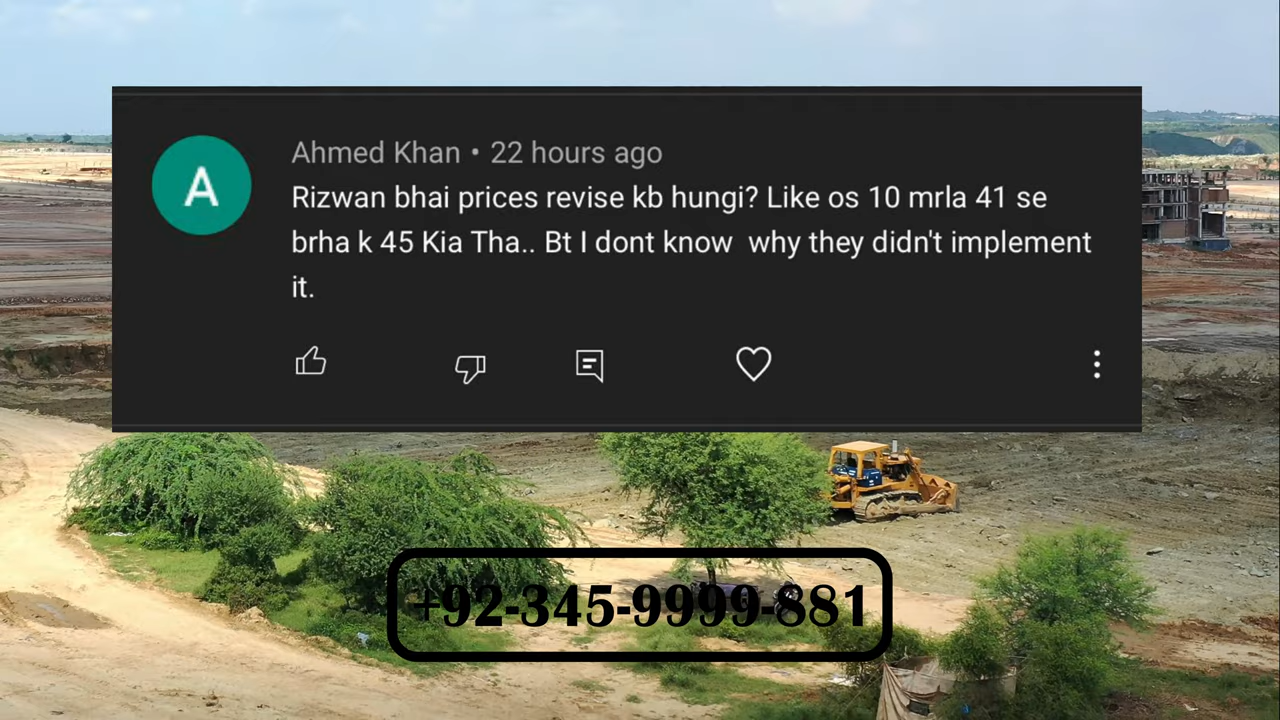 Ahmed Khan • 22 hours ago
Rizwan bhai prices revise kb hungi? Like os 10 mrla 41 se
brha k 45 Kia Tha.. Bt I dont know  why they didn't implement
it.
+92-345-9999-881